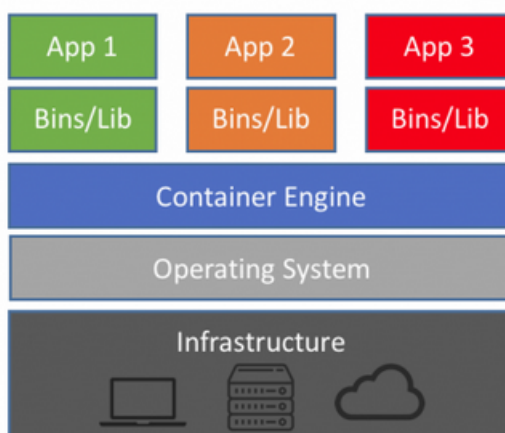 App 1
App 2
App 3
Bins/Lib
Bins/Lib
Bins/Lib
Container Engine
Operating System
Infrastructure